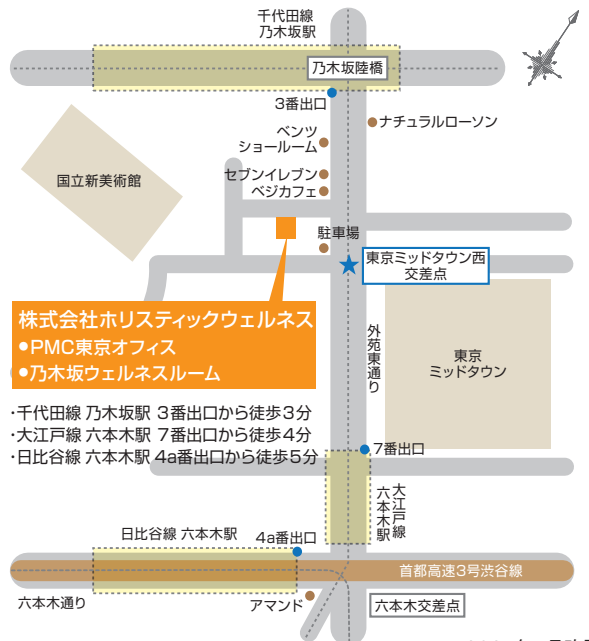 千代田線
乃木坂駅
乃木坂陸橋
3番出口
ナチュラルローソン
ベンツ
ショールーム
国立新美術館
セブンイレブン
ベジカフェ
駐車場
東京ミッドタウン西
交差点
株式会社ホリスティックウェルネス
●PMC東京オフィス
●乃木坂ウェルネスルーム
外苑東通り
東京
ミッドタウン
・千代田線 乃木坂駅 3番出口から徒歩3分
・大江戸線 六本木駅 7番出口から徒歩4分
・日比谷線 六本木駅 4a番出口から徒歩5分
7番出口
大江戸線
六本木駅
日比谷線 六本木駅
4a番出口
首都高速3号渋谷線
六本木通り
アマンド
六本木交差点